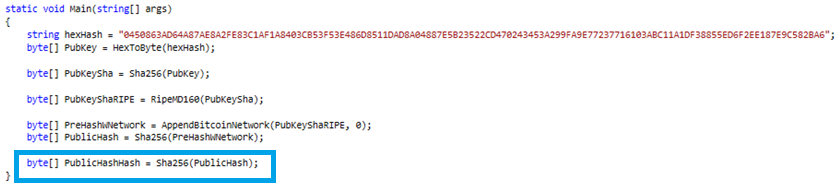 static void Main(string[] args)
{
string hexHash = "0450863AD64A87AE8A2FE83C1AF1A8403CB53F53E486D8511DAD8A04887E5B23522CD470243453A299FA9E77237716103ABC11A1DF38855ED6F2EE187E9C582BA6";
byte[] PubKey = HexToByte(hexHash);
byte[] PubKeySha = Sha256(PubKey);
byte[] PubKeyShaRIPE = RipeMD160(PubKeySha);
byte[] PreHashWNetwork = AppendBitcoinNetwork(PubKeyShaRIPE, 0);
byte[] PublicHash = Sha256(PreHashWNetwork);
byte[] PublicHashHash = Sha256(PublicHash);
}